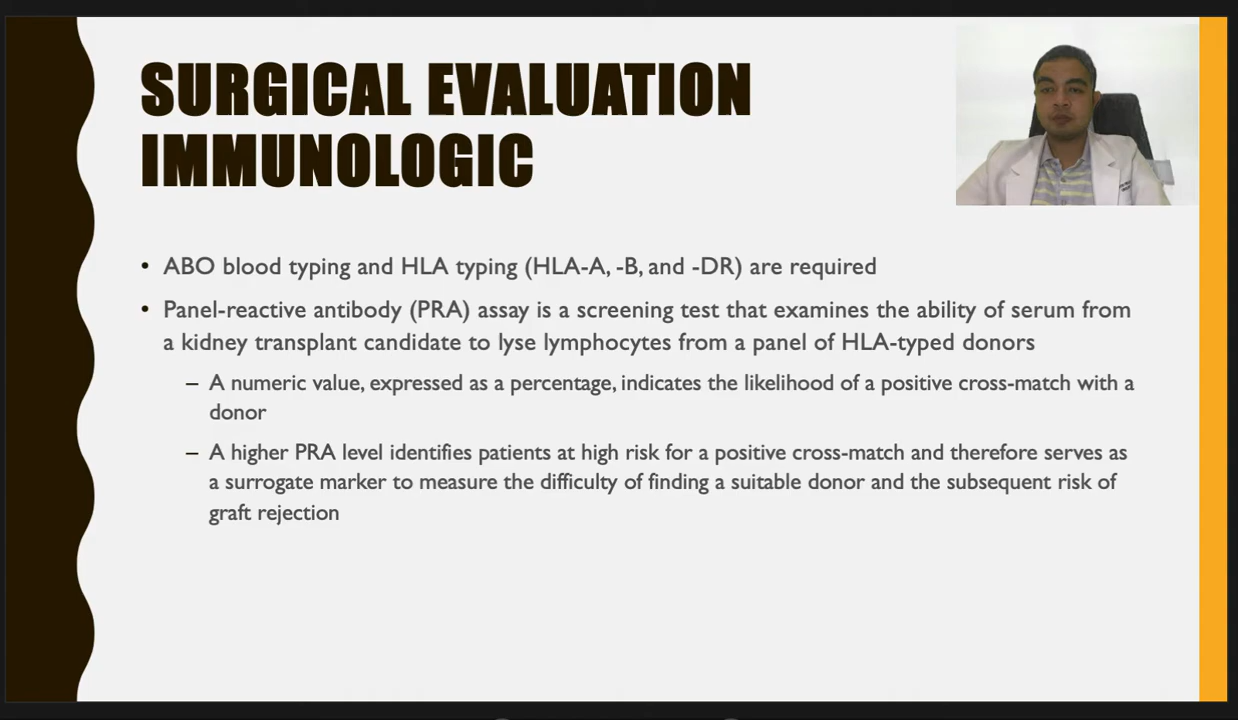 SURGICAL EVALUATION
IMMUNOLOGIC
• ABO blood typing and HLA typing (HLA-A, -B, and -DR) are required
• Panel-reactive antibody (PRA) assay is a screening test that examines the ability of serum from
a kidney transplant candidate to lyse lymphocytes from a panel of HLA-typed donors
– A numeric value, expressed as a percentage, indicates the likelihood of a positive cross-match with a
donor
– A higher PRA level identifies patients at high risk for a positive cross-match and therefore serves as
a surrogate marker to measure the difficulty of finding a suitable donor and the subsequent risk of
graft rejection